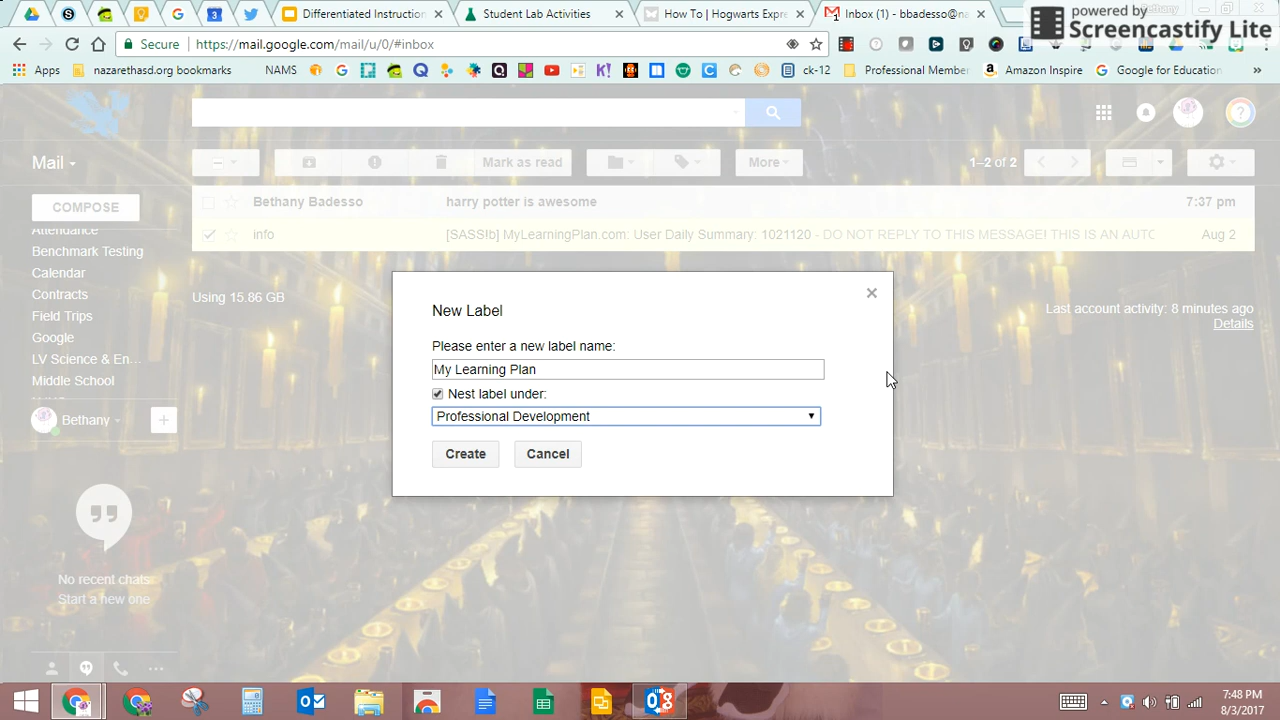 Differentiated Instruction
Student Lab Activities
How To | Hogwarts Expr
Inbox (1) - bbadesso@na
powered by
Screencastify Lite
Secure
https://mail.google.com/mail/u/0/#inbox
Apps
nazarethasd.org bookmarks
NAMS
K!
ck-12
Professional Member
Amazon Inspire
Google for Education
»
Mail
Mark as read
More
1–2 of 2
COMPOSE
Bethany Badesso
harry potter is awesome
7:37 pm
info
[SASS!b] MyLearningPlan.com: User Daily Summary: 1021120 - DO NOT REPLY TO THIS MESSAGE! THIS IS AN AUTC
Aug 2
Attendance
Benchmark Testing
Calendar
Contracts
Field Trips
Google
LV Science & En...
Middle School
Using 15.86 GB
Last account activity: 8 minutes ago
Details
New Label
Please enter a new label name:
My Learning Plan
Nest label under:
Professional Development
Create
Cancel
Bethany
No recent chats
Start a new one
7:48 PM
8/3/2017